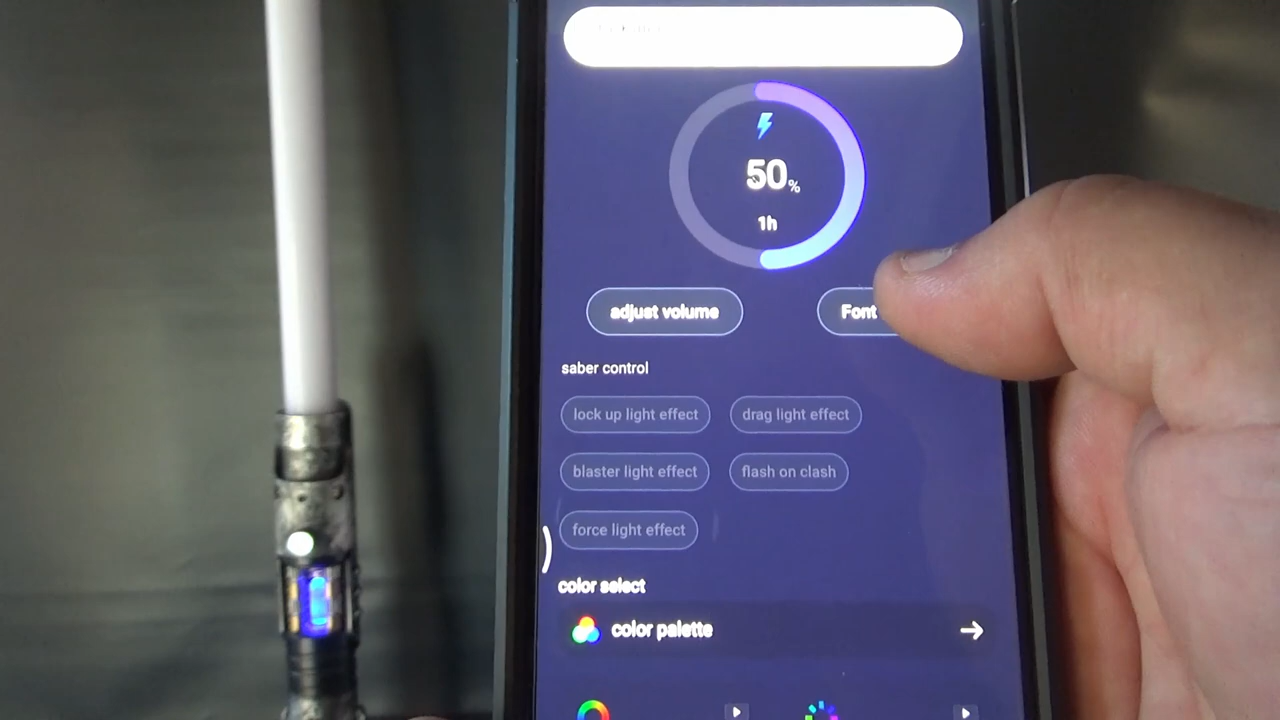 50%
1h
adjust volume
Font
saber control
lock up light effect
drag light effect
blaster light effect
flash on clash
force light effect
color select
color palette